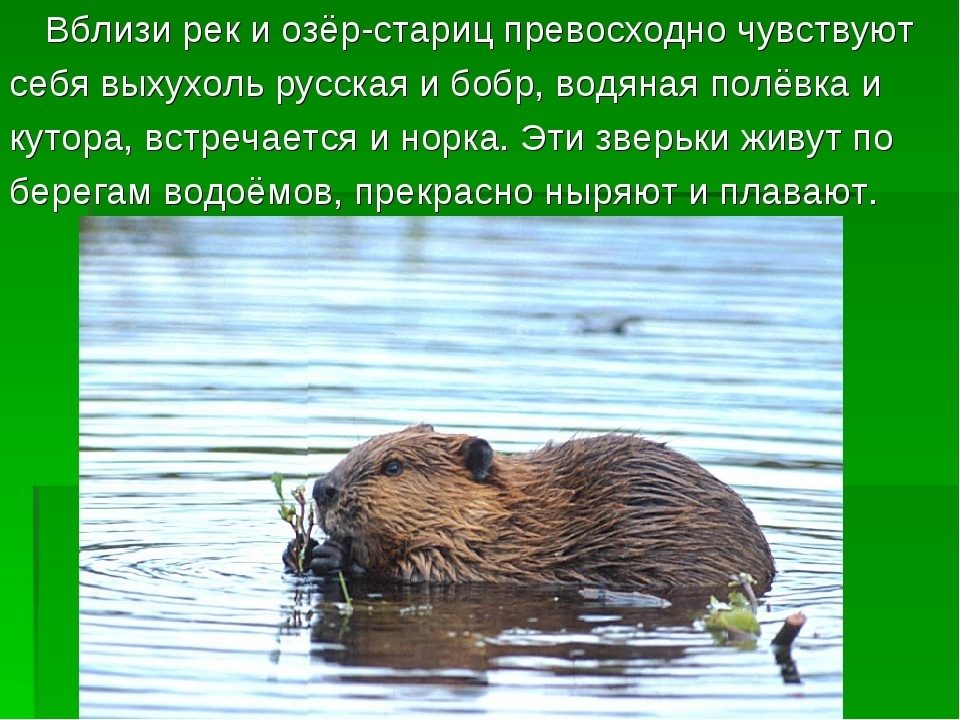 Вблизи рек и озёр-стариц превосходно чувствуют
себя выхухоль русская и бобр, водяная полёвка и
кутора, встречается и норка. Эти зверьки живут по
берегам водоёмов, прекрасно ныряют и плавают.